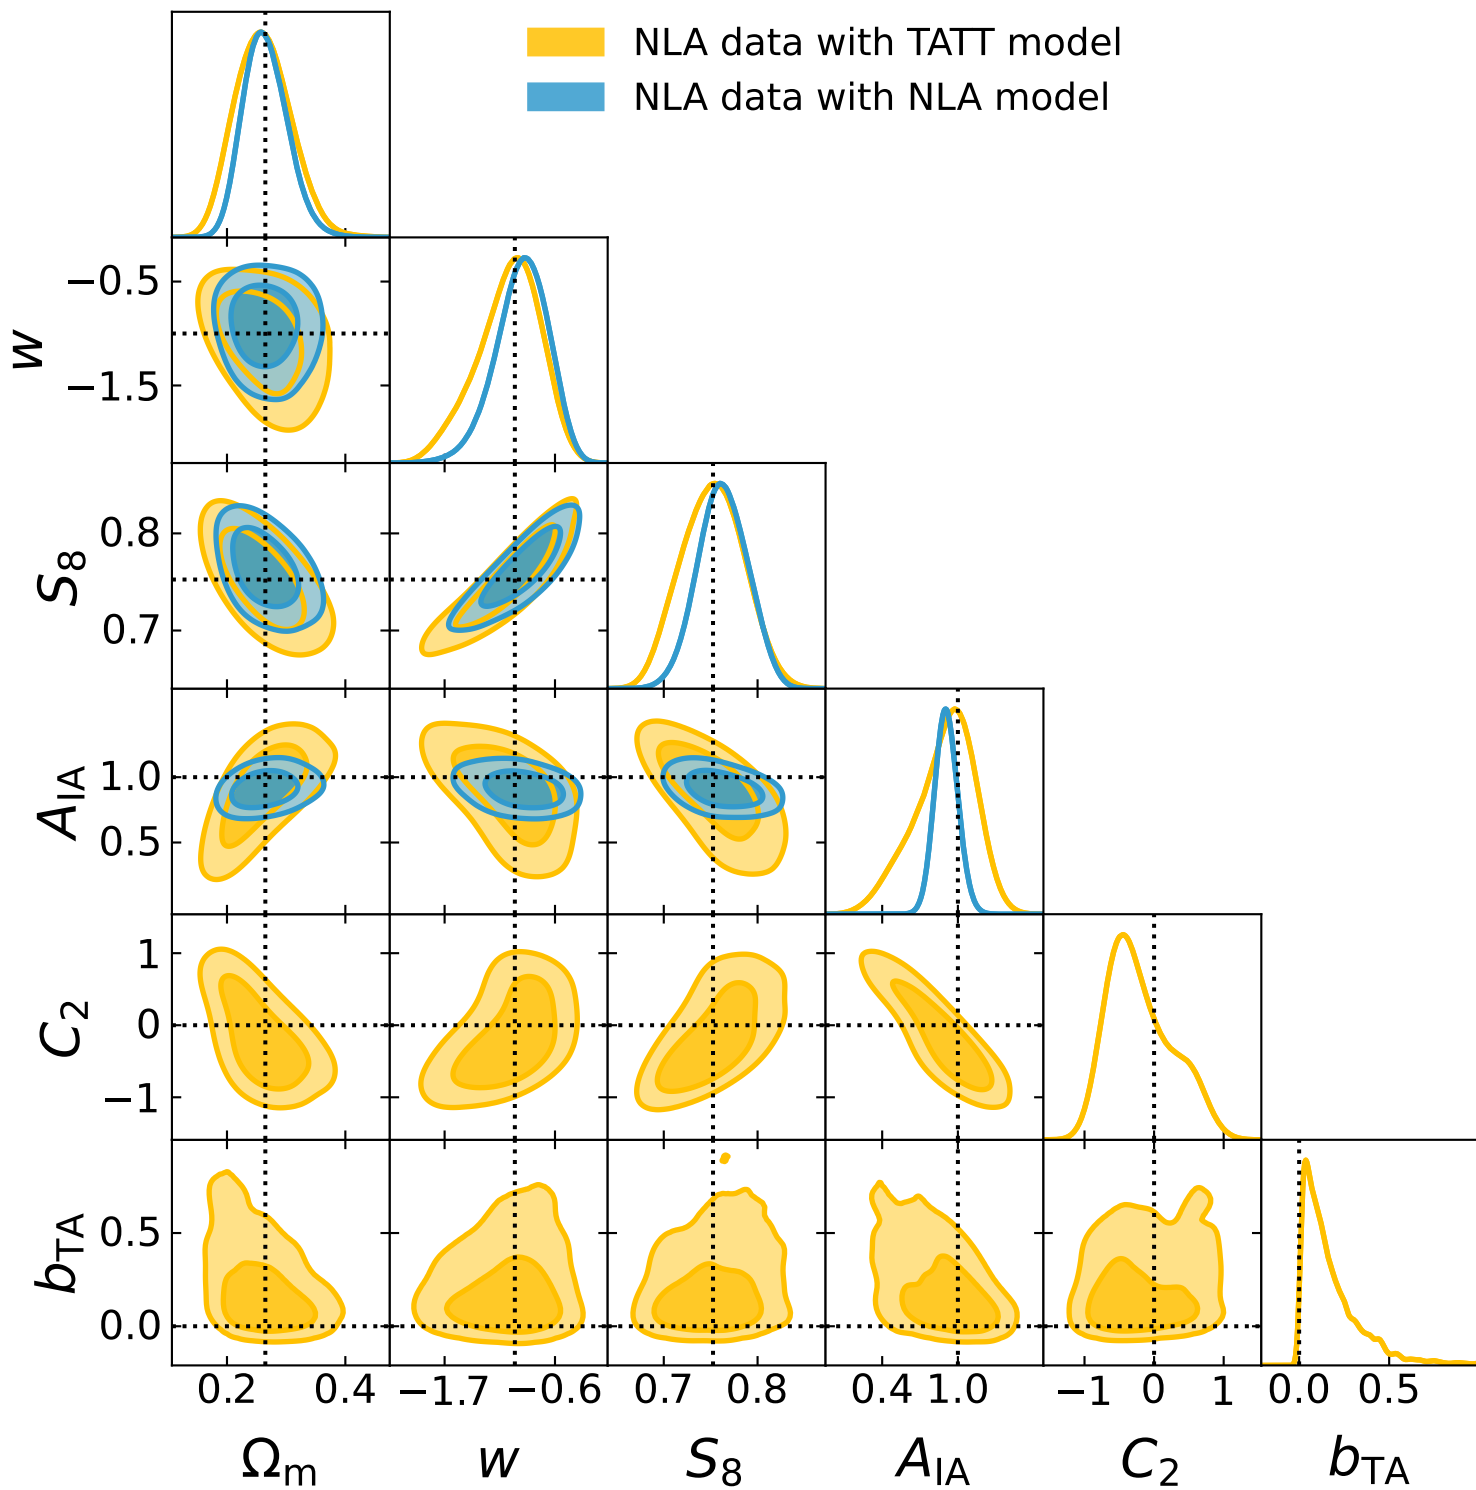 NLA data with TATT model
NLA data with NLA model
w
−0.5
−1.5
S8
0.8
0.7
AIA
1.0
0.5
C2
1
0
−1
bTA
0.5
0.0
0.2 0.4 −1.7 −0.6 0.7 0.8 0.4 1.0 −1 0 1 0.0 0.5
Ωm w S8 AIA C2 bTA